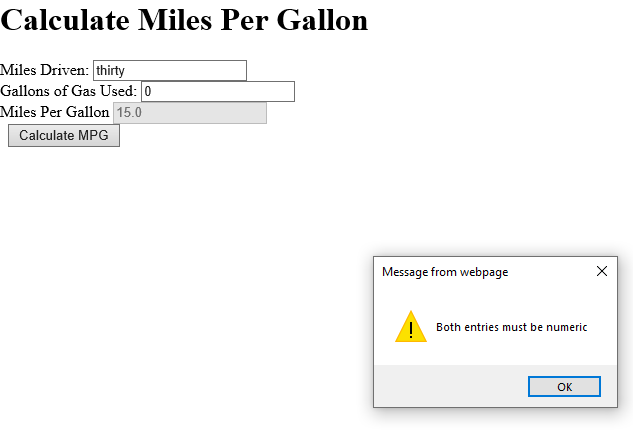 Calculate Miles Per Gallon
Miles Driven: thirty
Gallons of Gas Used: 0
Miles Per Gallon 15.0
Calculate MPG
Message from webpage
Both entries must be numeric
OK